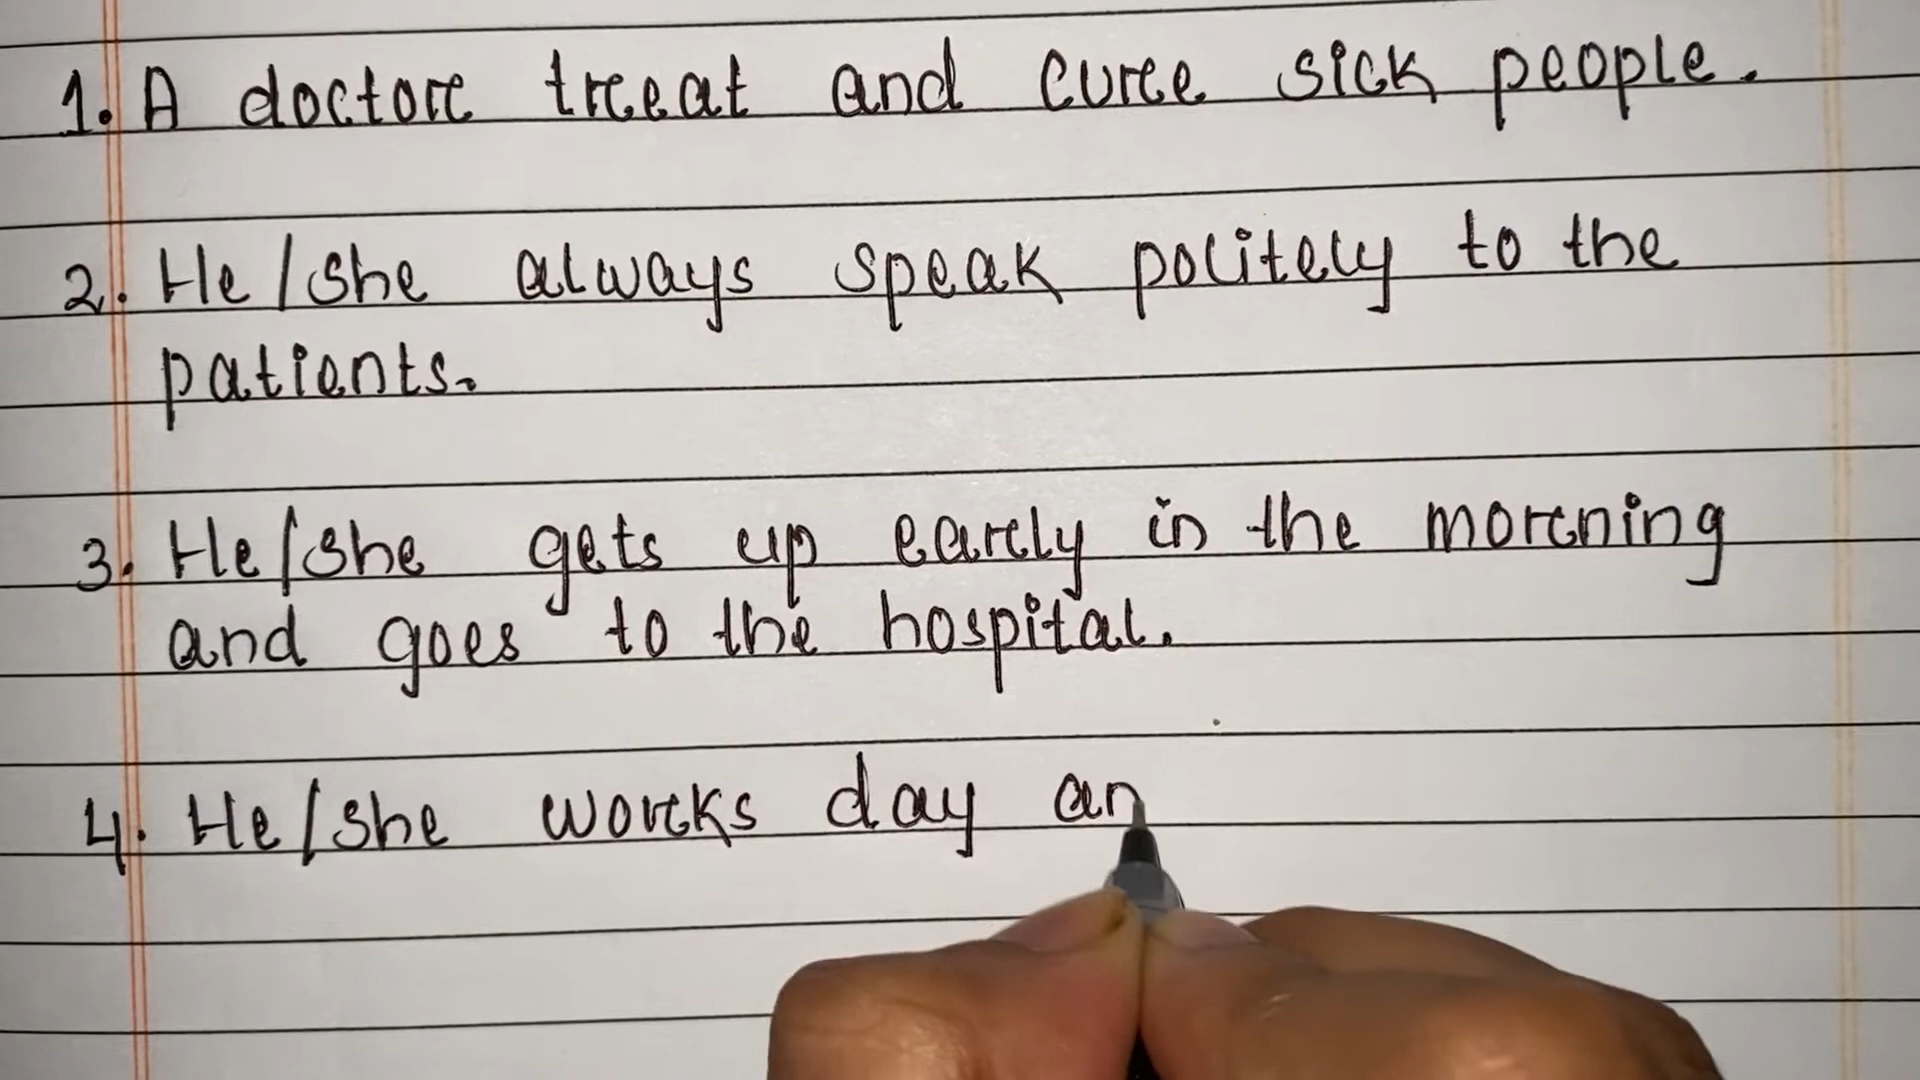 1. A doctor treat and cure sick people.
2. He/She always speak politely to the
patients.
3. He/She gets up early in the morning
and goes to the hospital.
4. He/She works day an